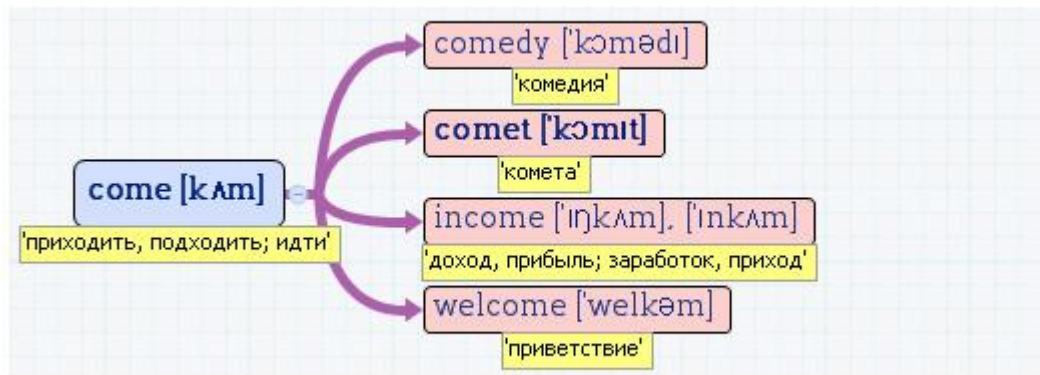 comedy ['kɔmədɪ]
'комедия'
comet ['kɔmɪt]
'комета'
come [kʌm]
'приходить, подходить; идти'
income ['ɪŋkʌm], ['ɪnkʌm]
'доход, прибыль; заработок, приход'
welcome ['welkəm]
'приветствие'